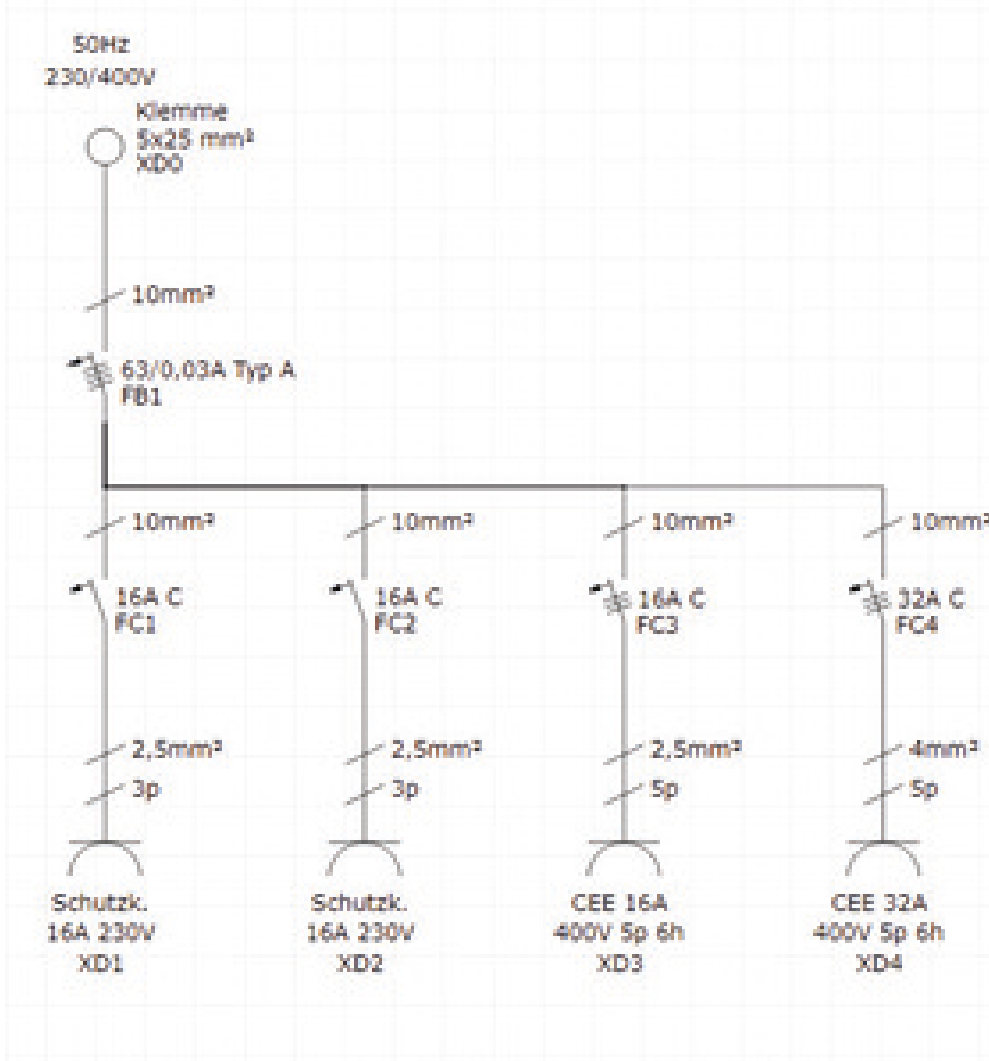 50Hz
230/400V
Klemme
5x25 mm²
XD0
10mm²
63/0,03A Typ A
FB1
10mm²
10mm²
10mm²
10mm²
16A C
FC1
16A C
FC2
16A C
FC3
32A C
FC4
2,5mm²
2,5mm²
2,5mm²
4mm²
3p
3p
5p
5p
Schutzk.
16A 230V
XD1
Schutzk.
16A 230V
XD2
CEE 16A
400V 5p 6h
XD3
CEE 32A
400V 5p 6h
XD4